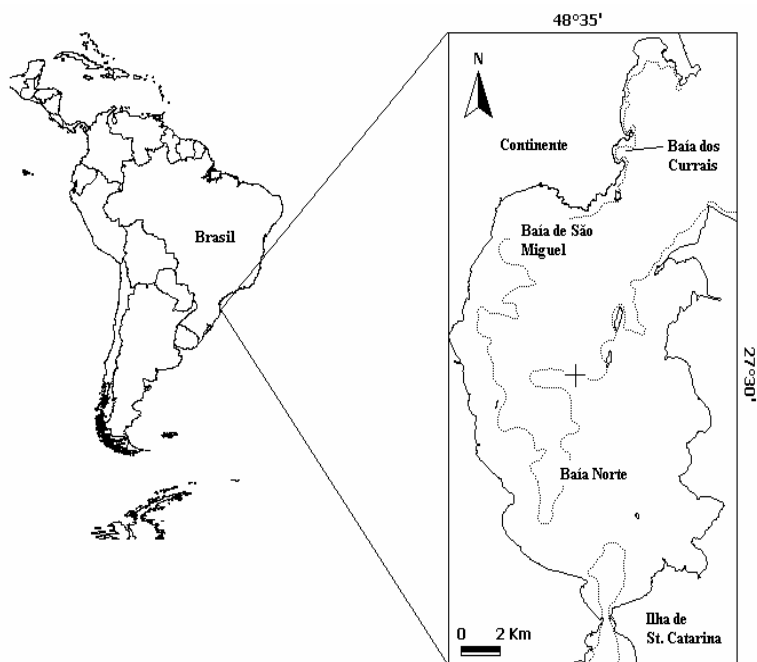 48°35'
N
Continente
Baía dos
Currais
Brasil
Baía de São
Miguel
27°30'
Baía Norte
Ilha de
St. Catarina
0 2 Km